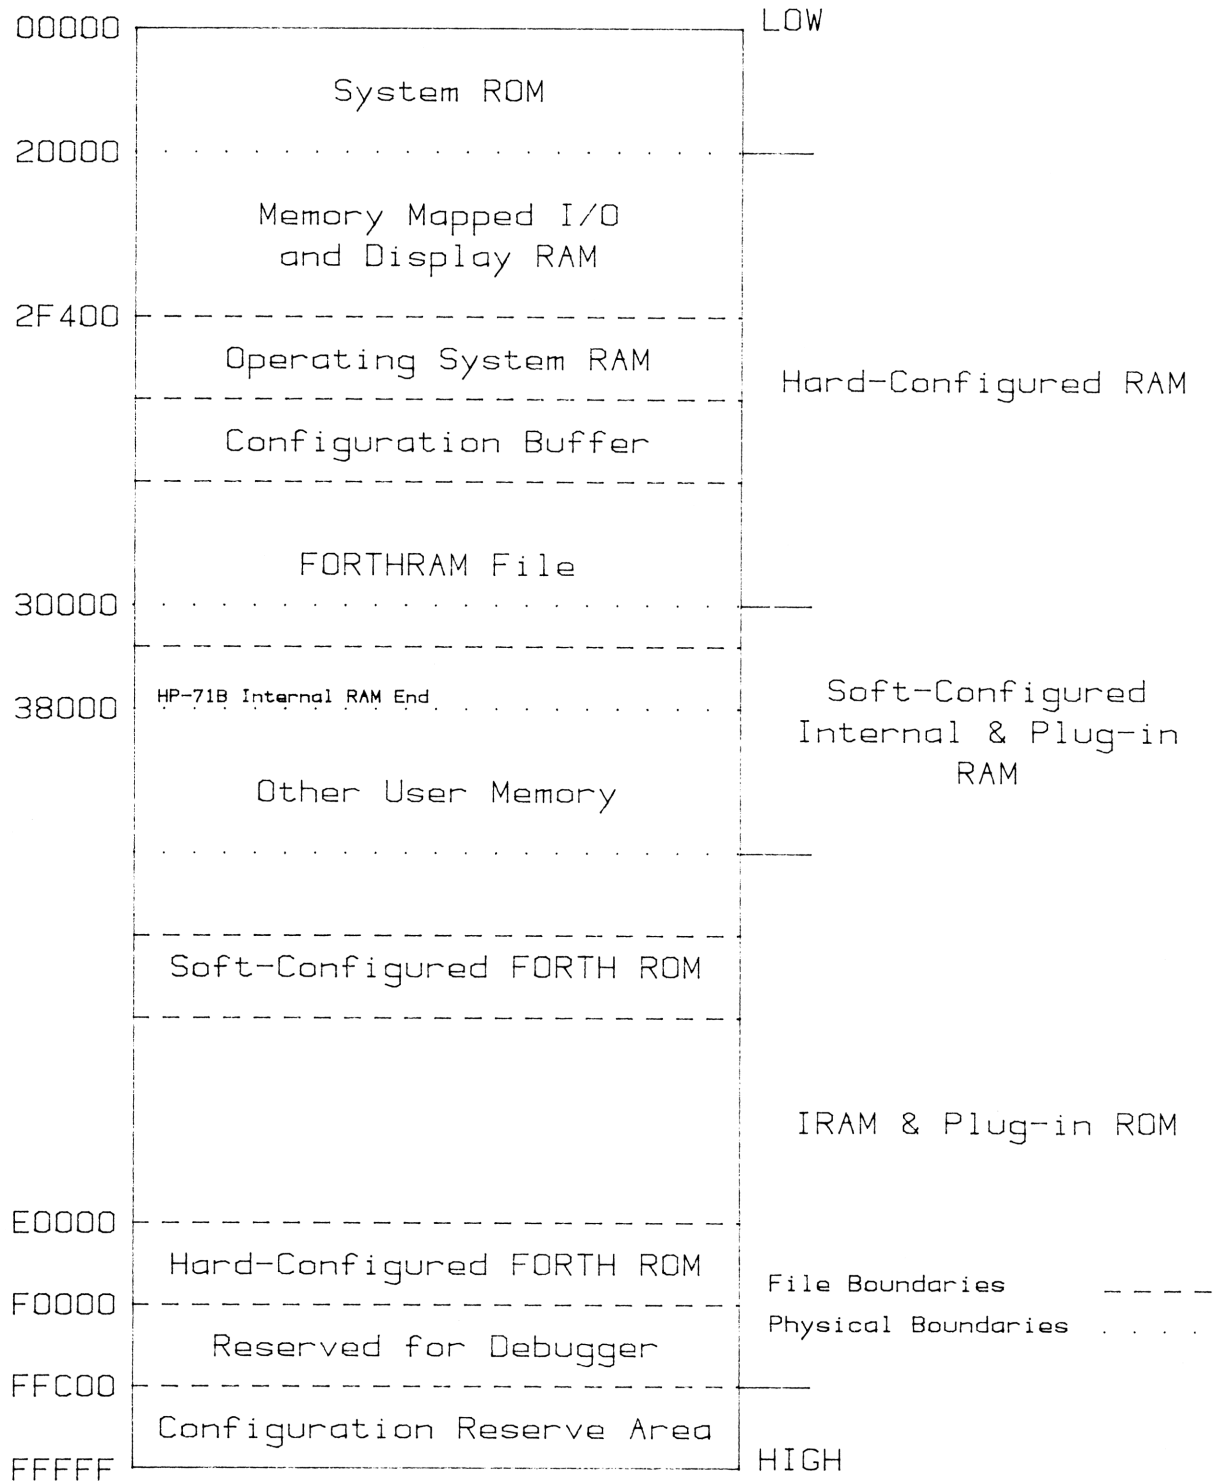 00000
LOW
System ROM
20000
Memory Mapped I/O
and Display RAM
2F400
Operating System RAM
Hard-Configured RAM
Configuration Buffer
FORTHRAM File
30000
HP-71B Internal RAM End
38000
Soft-Configured
Internal & Plug-in
RAM
Other User Memory
Soft-Configured FORTH ROM
IRAM & Plug-in ROM
E0000
Hard-Configured FORTH ROM
File Boundaries
F0000
Physical Boundaries
Reserved for Debugger
FFC00
Configuration Reserve Area
HIGH
FFFFF